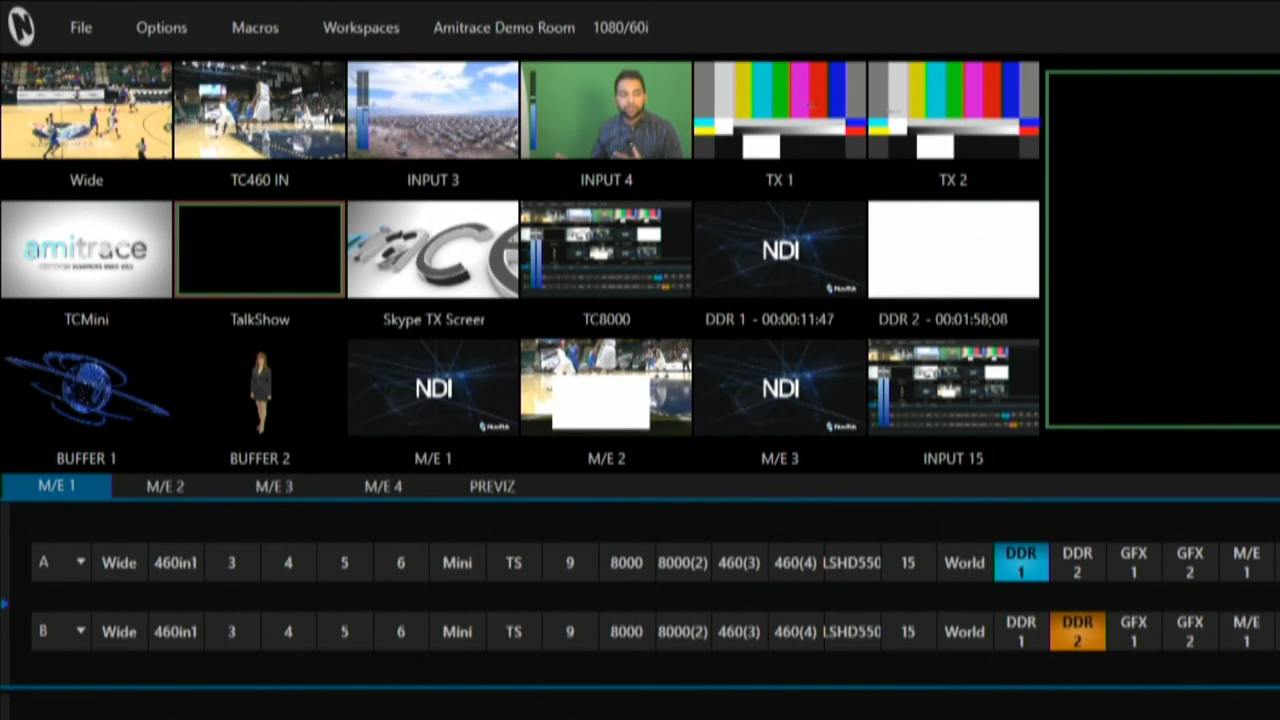 File Options Macros Workspaces Amitrace Demo Room 1080/60i
Wide TC460 IN INPUT 3 INPUT 4 TX 1 TX 2
amitrace
NDI
TCMini TalkShow Skype TX Screer TC8000 DDR 1 - 00:00:11:47 DDR 2 - 00:01:58;08
NDI NDI
BUFFER 1 BUFFER 2 M/E 1 M/E 2 M/E 3 INPUT 15
M/E 1 M/E 2 M/E 3 M/E 4 PREVIZ
A Wide 460in1 3 4 5 6 Mini TS 9 8000 8000(2) 460(3) 460(4) LSHD550 15 World DDR 1 DDR 2 GFX 1 GFX 2 M/E 1
B Wide 460in1 3 4 5 6 Mini TS 9 8000 8000(2) 460(3) 460(4) LSHD550 15 World DDR 1 DDR 2 GFX 1 GFX 2 M/E 1